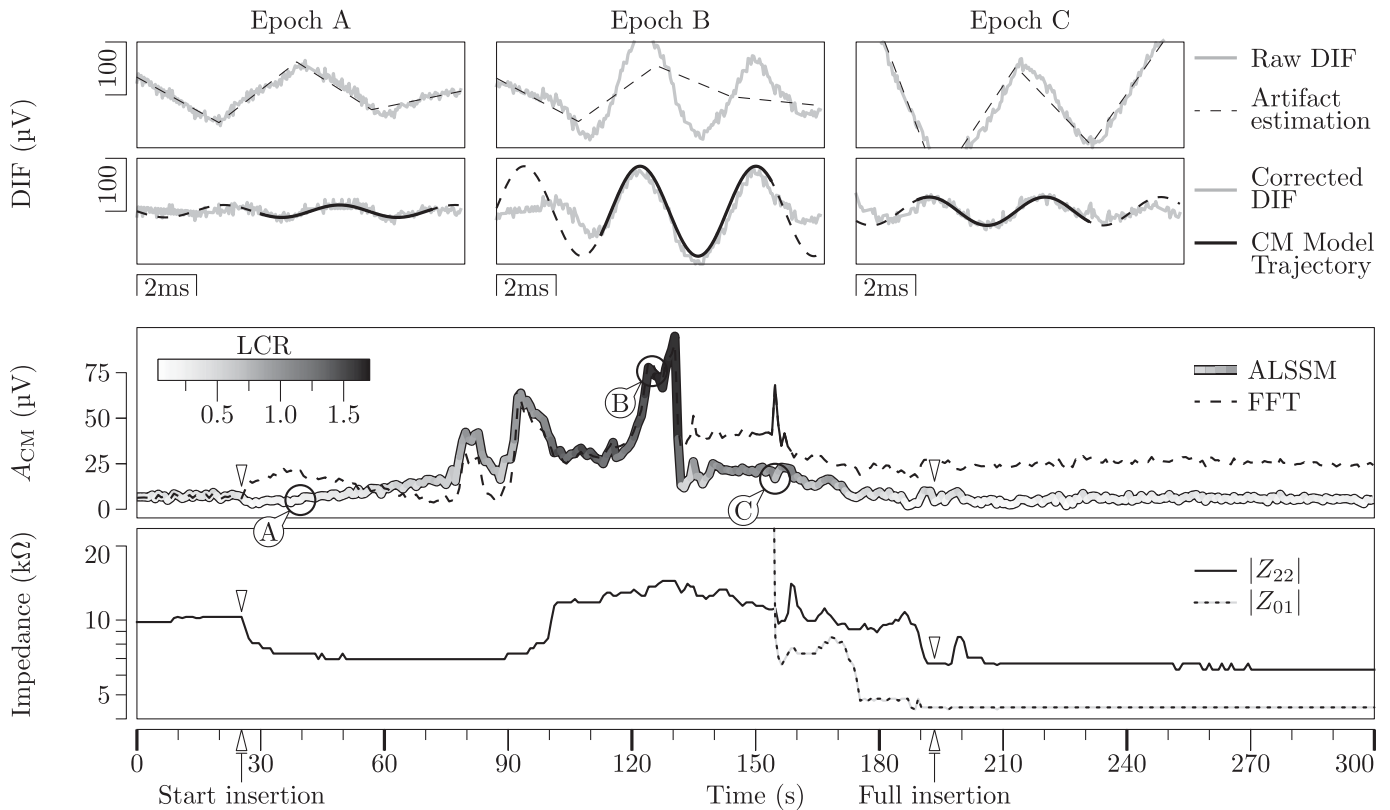 Epoch A
Epoch B
Epoch C
100
Raw DIF
Artifact
estimation
DIF (µV)
100
Corrected
DIF
CM Model
Trajectory
2ms
2ms
2ms
A_CM (µV)
75
50
25
0
LCR
0.5 1.0 1.5
A
B
C
ALSSM
FFT
Impedance (kΩ)
20
10
5
|Z₂₂|
|Z₀₁|
0 30 60 90 120 150 180 210 240 270 300
Start insertion
Time (s)
Full insertion